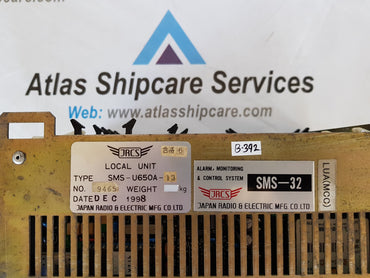 Atlas Shipcare Services
Web: www.atlasshipcare.com
B-392
JRCS
LOCAL UNIT
TYPE SMS-U650A-13
NO. 9465 WEIGHT kg
DATE DEC 1998
JAPAN RADIO & ELECTRIC MFG CO.LTD
ALARM, MONITORING
& CONTROL SYSTEM
JRCS SMS-32
JAPAN RADIO & ELECTRIC MFG.CO.LTD.
LUA(MC0)